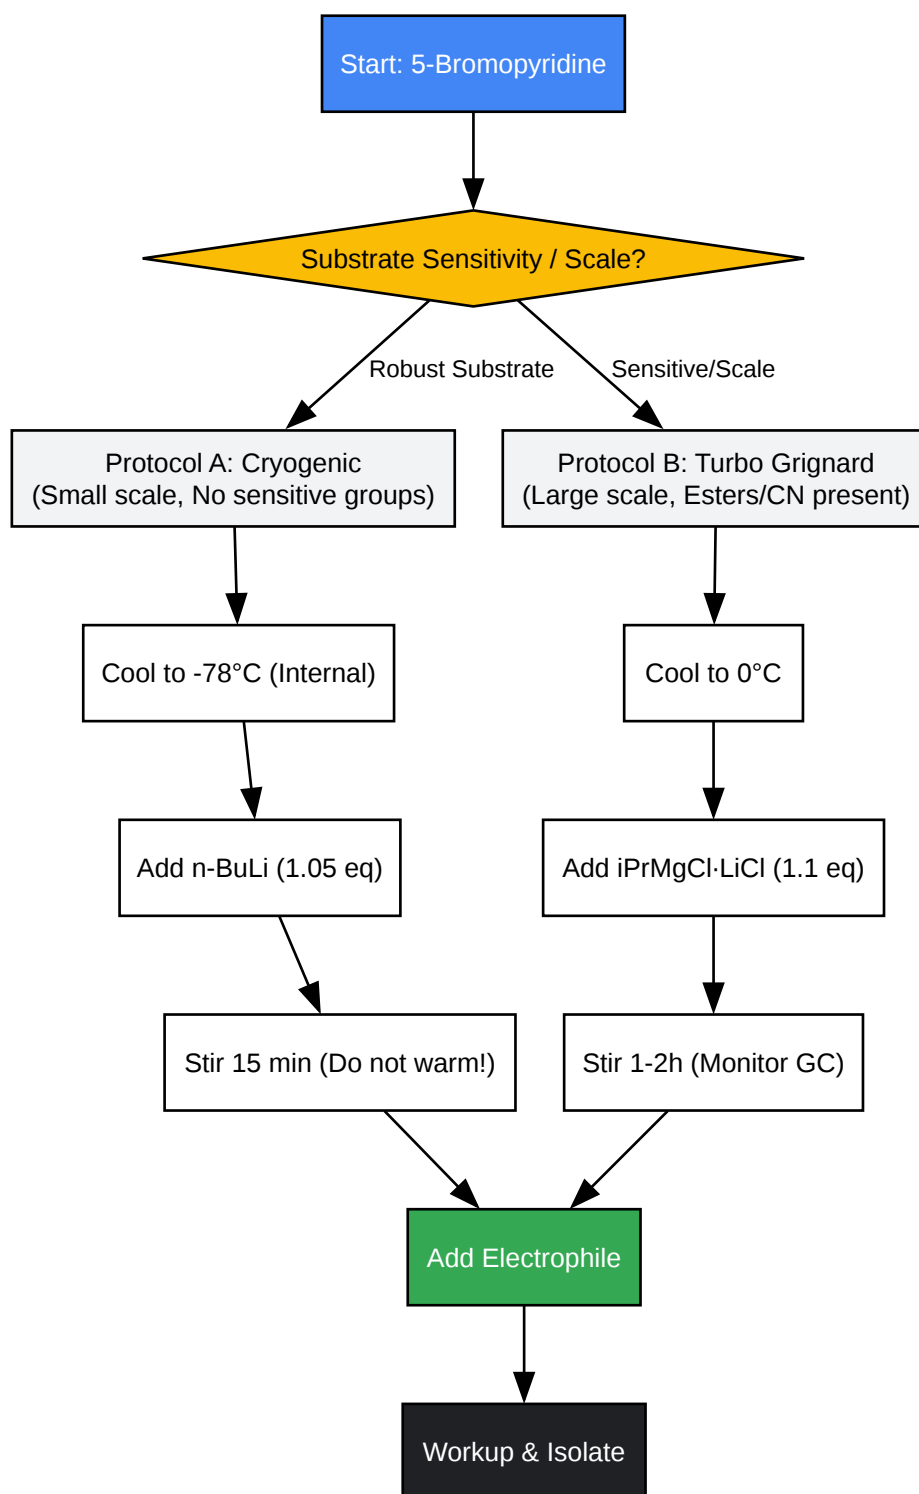 Start: 5-Bromopyridine
Substrate Sensitivity / Scale?
Robust Substrate
Sensitive/Scale
Protocol A: Cryogenic
(Small scale, No sensitive groups)
Protocol B: Turbo Grignard
(Large scale, Esters/CN present)
Cool to -78°C (Internal)
Cool to 0°C
Add n-BuLi (1.05 eq)
Add iPrMgCl·LiCl (1.1 eq)
Stir 15 min (Do not warm!)
Stir 1-2h (Monitor GC)
Add Electrophile
Workup & Isolate